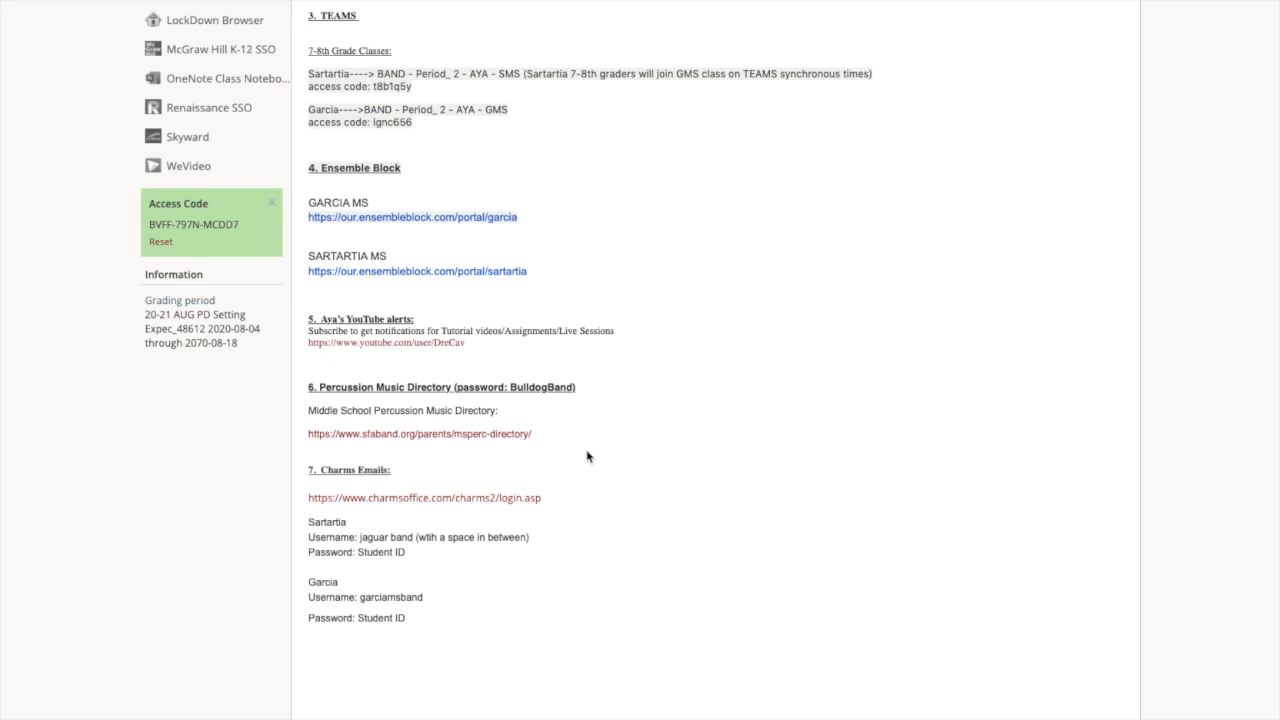 LockDown Browser
McGraw Hill K-12 SSO
OneNote Class Notebo...
Renaissance SSO
Skyward
WeVideo
Access Code
BVFF-797N-MCDD7
Reset
Information
Grading period
20-21 AUG PD Setting
Expec_48612 2020-08-04
through 2070-08-18
3. TEAMS
7-8th Grade Classes:
Sartartia----> BAND - Period_ 2 - AYA - SMS (Sartartia 7-8th graders will join GMS class on TEAMS synchronous times)
access code: t8b1q5y
Garcia---->BAND - Period_ 2 - AYA - GMS
access code: lgnc656
4. Ensemble Block
GARCIA MS
https://our.ensembleblock.com/portal/garcia
SARTARTIA MS
https://our.ensembleblock.com/portal/sartartia
5. Aya's YouTube alerts:
Subscribe to get notifications for Tutorial videos/Assignments/Live Sessions
https://www.youtube.com/user/DreCav
6. Percussion Music Directory (password: BulldogBand)
Middle School Percussion Music Directory:
https://www.sfaband.org/parents/msperc-directory/
7. Charms Emails:
https://www.charmsoffice.com/charms2/login.asp
Sartartia
Username: jaguar band (wtih a space in between)
Password: Student ID
Garcia
Username: garciamsband
Password: Student ID